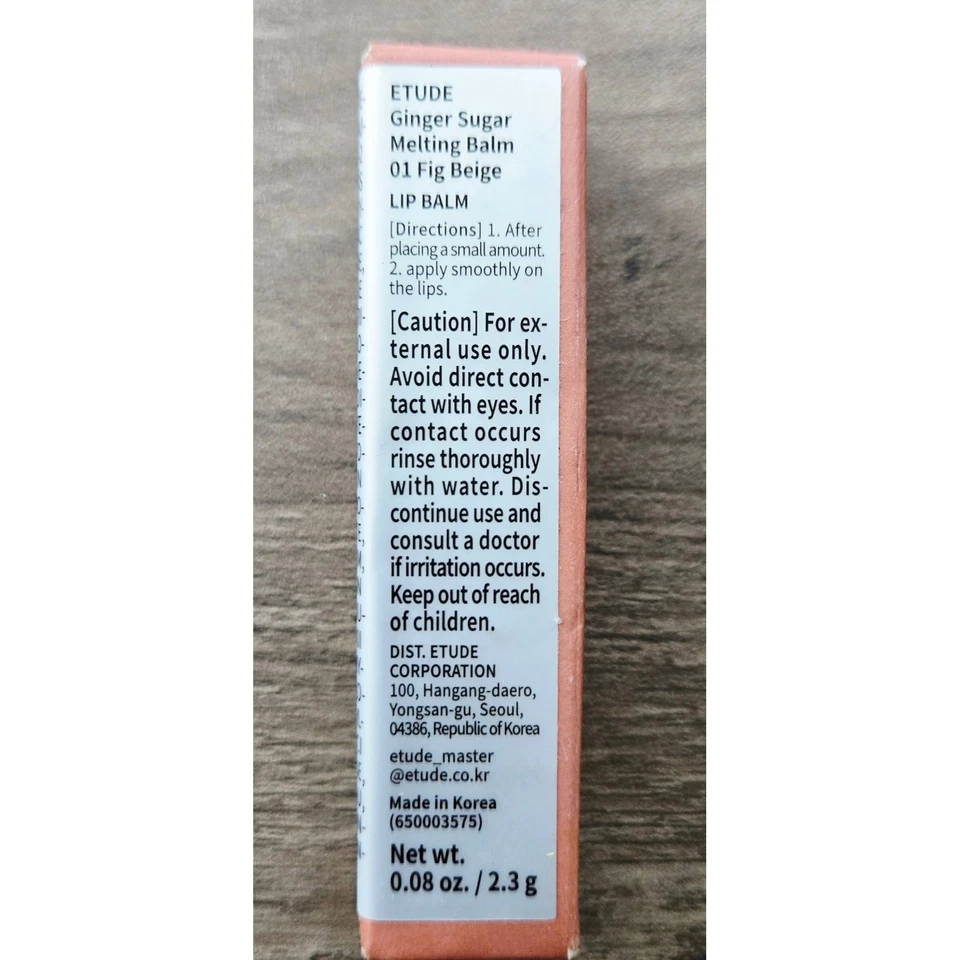 ETUDE
Ginger Sugar
Melting Balm
01 Fig Beige
LIP BALM
[Directions] 1. After
placing a small amount.
2. apply smoothly on
the lips.
[Caution] For ex-
ternal use only.
Avoid direct con-
tact with eyes. If
contact occurs
rinse thoroughly
with water. Dis-
continue use and
consult a doctor
if irritation occurs.
Keep out of reach
of children.
DIST. ETUDE
CORPORATION
100, Hangang-daero,
Yongsan-gu, Seoul,
04386, Republic of Korea
etude_master
@etude.co.kr
Made in Korea
(650003575)
Net wt.
0.08 oz. / 2.3 g